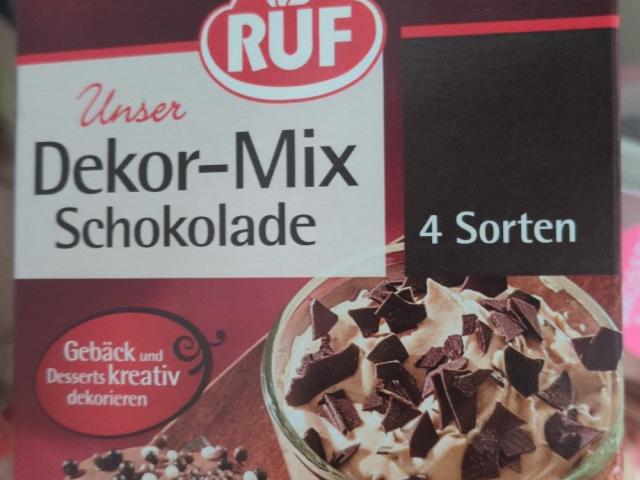 RUF
Unser
Dekor-Mix
Schokolade
4 Sorten
Gebäck und
Desserts kreativ
dekorieren